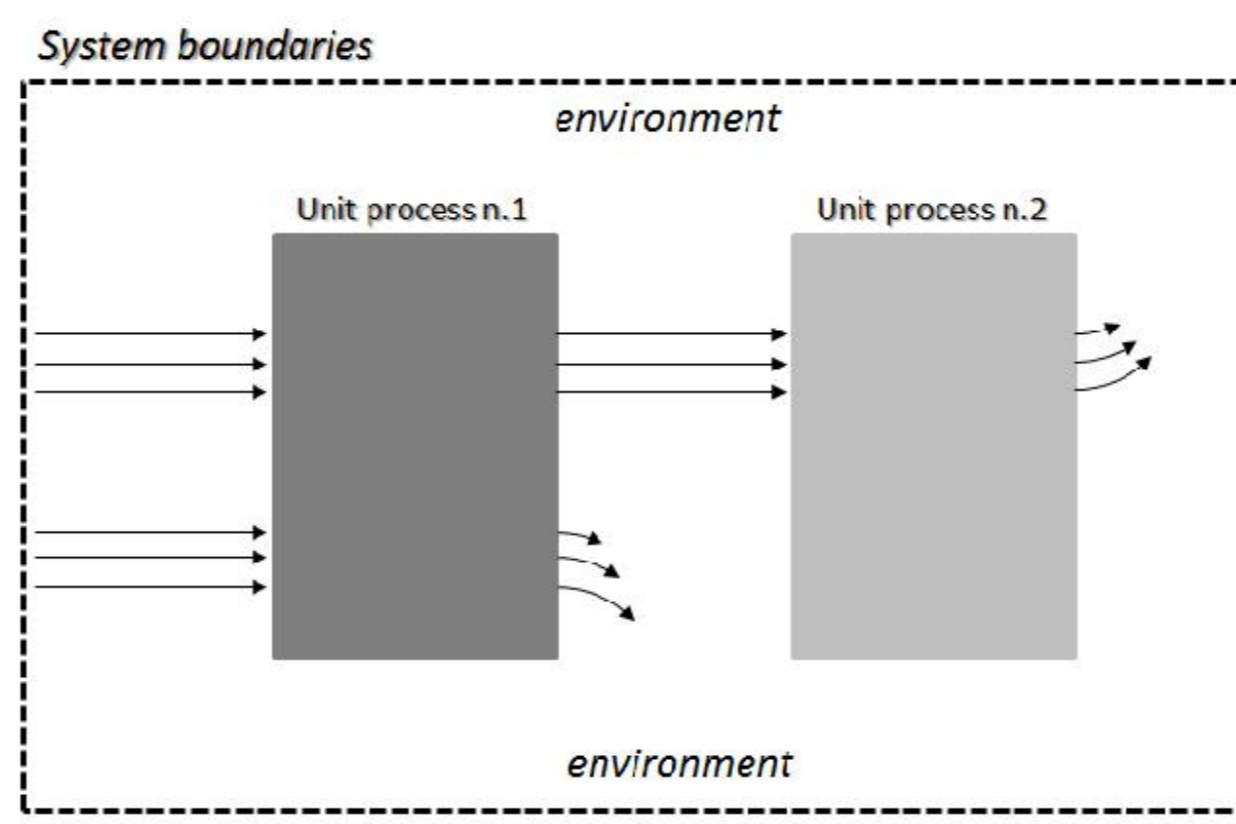 System boundaries
environment
Unit process n.1
Unit process n.2
environment